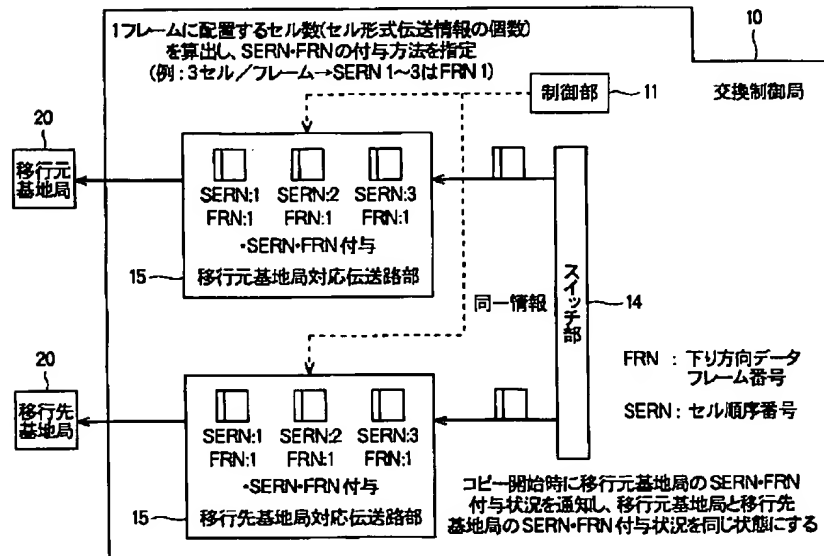 1フレームに配置するセル数(セル形式伝送情報の個数)
を算出し、SERN・FRNの付与方法を指定
(例:3セル/フレーム→SERN 1~3はFRN 1)
10
交換制御局
制御部
11
20
移行元
基地局
SERN:1 SERN:2 SERN:3
FRN:1 FRN:1 FRN:1
・SERN・FRN付与
15
移行元基地局対応伝送路部
同一情報
スイッチ部
14
20
移行先
基地局
SERN:1 SERN:2 SERN:3
FRN:1 FRN:1 FRN:1
・SERN・FRN付与
15
移行先基地局対応伝送路部
FRN : 下り方向データ
フレーム番号
SERN : セル順序番号
コピー開始時に移行元基地局のSERN・FRN
付与状況を通知し、移行元基地局と移行先
基地局のSERN・FRN付与状況を同じ状態にする